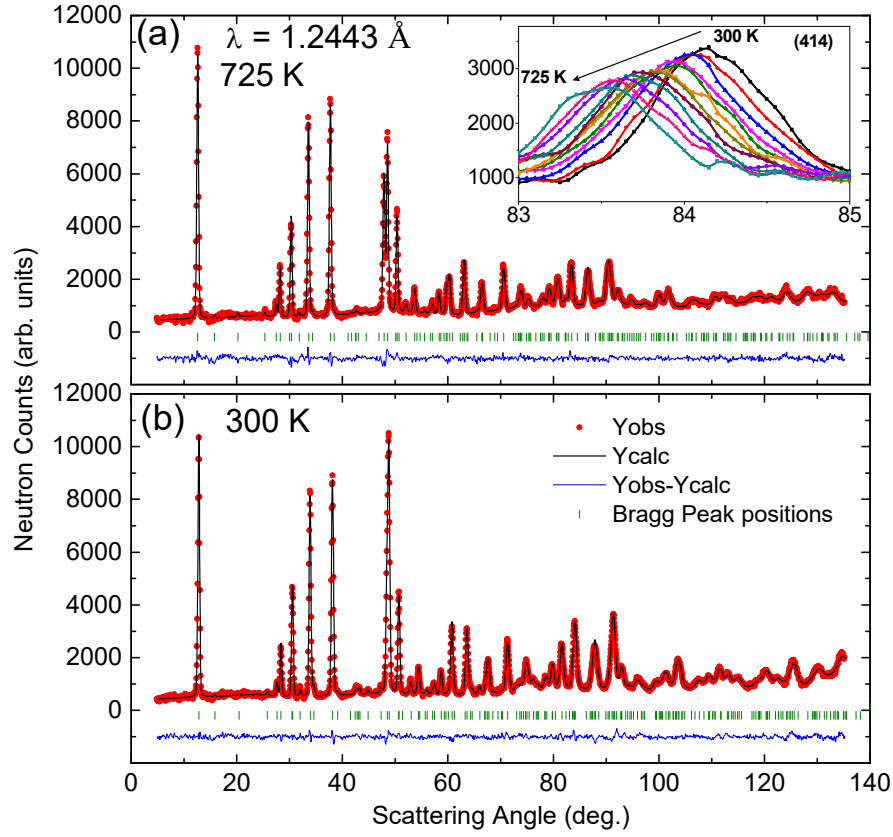 (a)
λ = 1.2443 Å
725 K
300 K
(414)
725 K
3000
2000
1000
83
84
85
12000
10000
8000
6000
4000
2000
0
(b)
300 K
Yobs
Ycalc
Yobs-Ycalc
Bragg Peak positions
12000
10000
8000
6000
4000
2000
0
0
20
40
60
80
100
120
140
Neutron Counts (arb. units)
Scattering Angle (deg.)